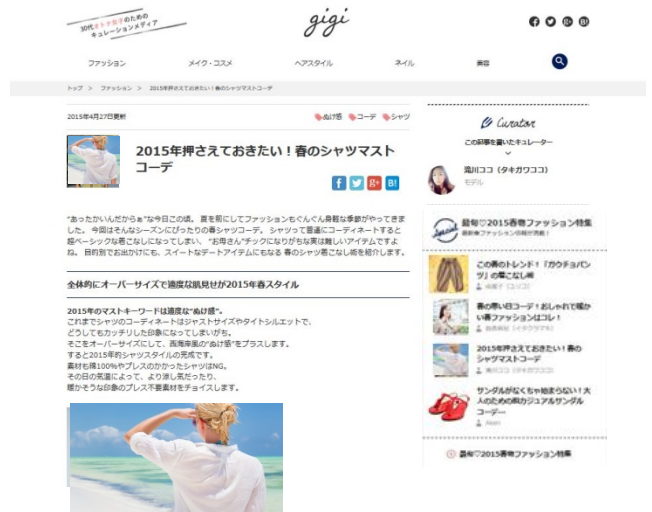 30代オトナ女子のための
キュレーションメディア
gigi
ファッション
メイク・コスメ
ヘアスタイル
ネイル
美容
トップ > ファッション > 2015年押さえておきたい！春のシャツマストコーデ
2015年4月27日更新
ぬけ感 コーデ シャツ
2015年押さえておきたい！春のシャツマスト
コーデ
"あったかいんだからぁ"な今日この頃。 夏を前にしてファッションもぐんぐん身軽な季節がやってきま
した。 今回はそんなシーズンにぴったりの春シャツコーデ。 シャツって普通にコーディネートすると
超ベーシックな着こなしになってしまい、 "お母さん"チックになりがちな実は難しいアイテムですよ
ね。 目的別でお出かけにも、スイートなデートアイテムにもなる 春のシャツ着こなし術を紹介します。
全体的にオーバーサイズで適度な肌見せが2015年春スタイル
2015年のマストキーワードは適度な"ぬけ感"。
これまでシャツのコーディネートはジャストサイズやタイトシルエットで、
どうしてもカッチリした印象になってしまいがち。
そこをオーバーサイズにして、西海岸風の"ぬけ感"をプラスします。
すると2015年的シャツスタイルの完成です。
素材も綿100%やプレスのかかったシャツはNG。
その日の気温によって、より涼し気だったり、
暖かそうな印象のプレス不要素材をチョイスします。
Curator
この記事を書いたキュレーター
滝川ココ（タキガワココ）
モデル
Special
最旬♡2015春物ファッション特集
最新春ファッションの情報が満載！
この春のトレンド！「ガウチョパン
ツ」の着こなし術
春の寒い日コーデ！おしゃれで暖か
い春ファッションはコレ！
2015年押さえておきたい！春の
シャツマストコーデ
滝川ココ（タキガワココ）
サンダルがなくちゃ始まらない！大
人のための脱カジュアルサンダル
コーデ…
最旬♡2015春物ファッション特集